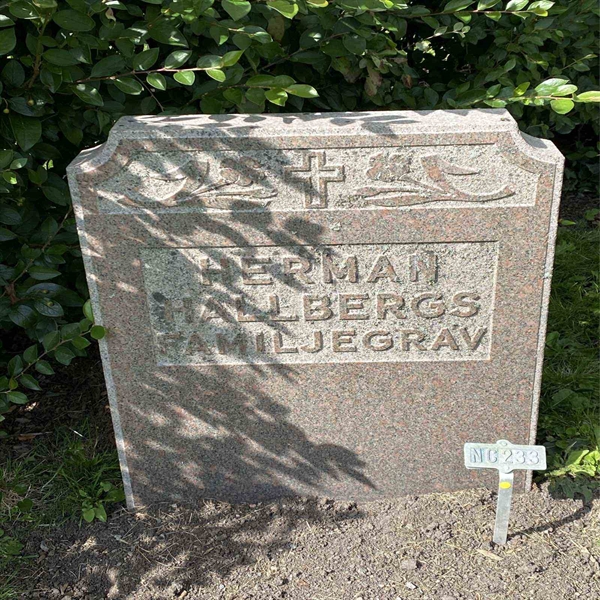 HERMAN
HALLBERGS
FAMILJEGRAV
NC 233